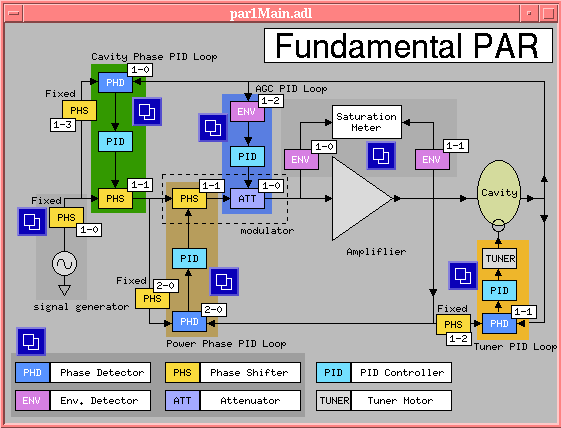 par1Main.adl
Fundamental PAR
Cavity Phase PID Loop
1-0
Fixed
PHD
AGC PID Loop
1-2
PHS
1-3
ENV
Saturation
Meter
PID
PID
1-0
1-1
ENV
ENV
1-1
1-1
1-0
Fixed
PHS
PHS
ATT
Cavity
PHS
1-0
modulator
Amplifiier
PID
TUNER
Fixed
2-0
PID
PHS
signal generator
2-0
Fixed
1-1
PHD
PHS
PHD
1-2
Power Phase PID Loop
Tuner PID Loop
PHD Phase Detector
PHS Phase Shifter
PID PID Controller
ENV Env. Detector
ATT Attenuator
TUNER Tuner Motor